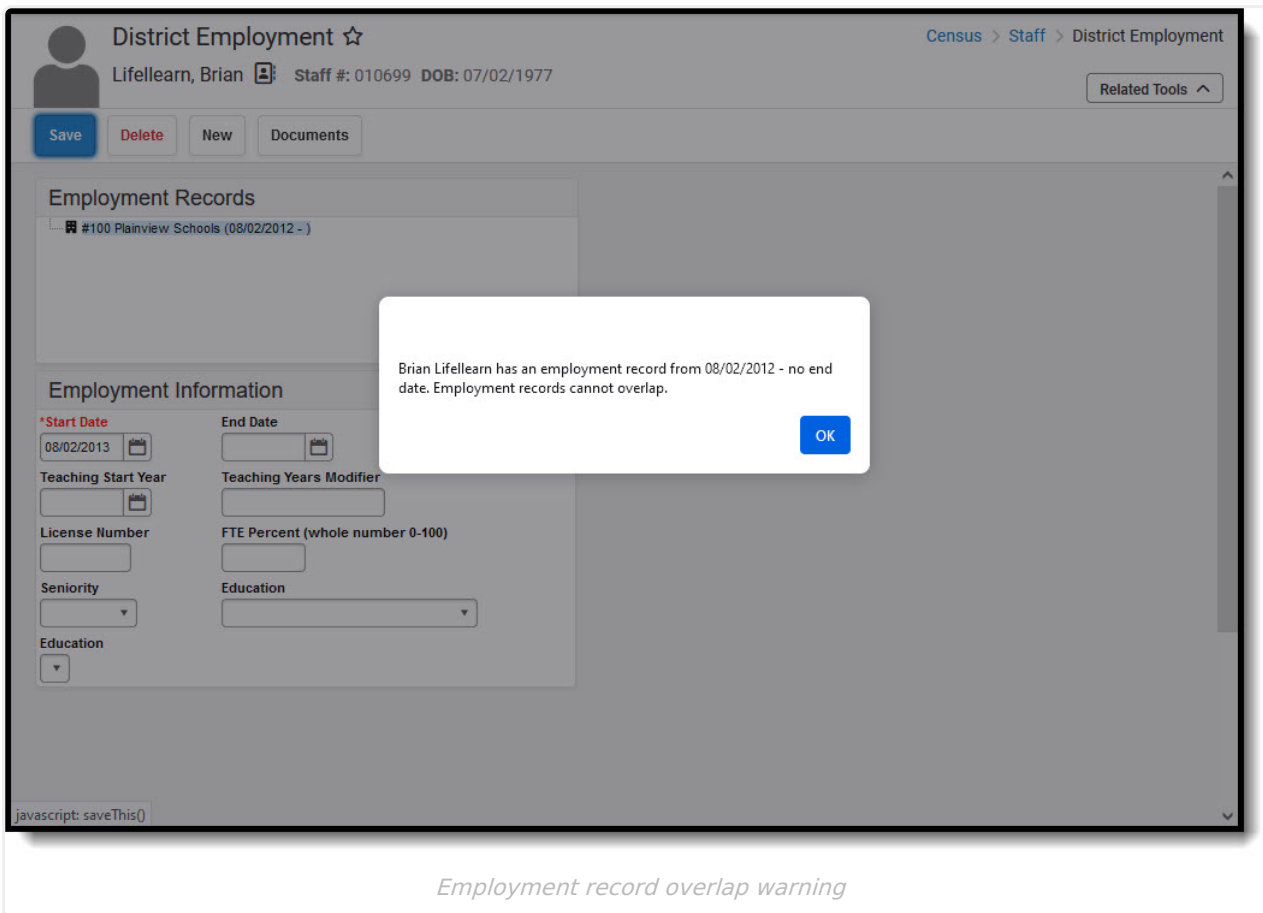 District Employment
Census > Staff > District Employment
Lifellearn, Brian Staff #: 010699 DOB: 07/02/1977
Related Tools
Save Delete New Documents
Employment Records
#100 Plainview Schools (08/02/2012 - )
Brian Lifellearn has an employment record from 08/02/2012 - no end
date. Employment records cannot overlap.
OK
Employment Information
*Start Date End Date
08/02/2013
Teaching Start Year Teaching Years Modifier
License Number FTE Percent (whole number 0-100)
Seniority Education
Education
javascript: saveThis()
Employment record overlap warning